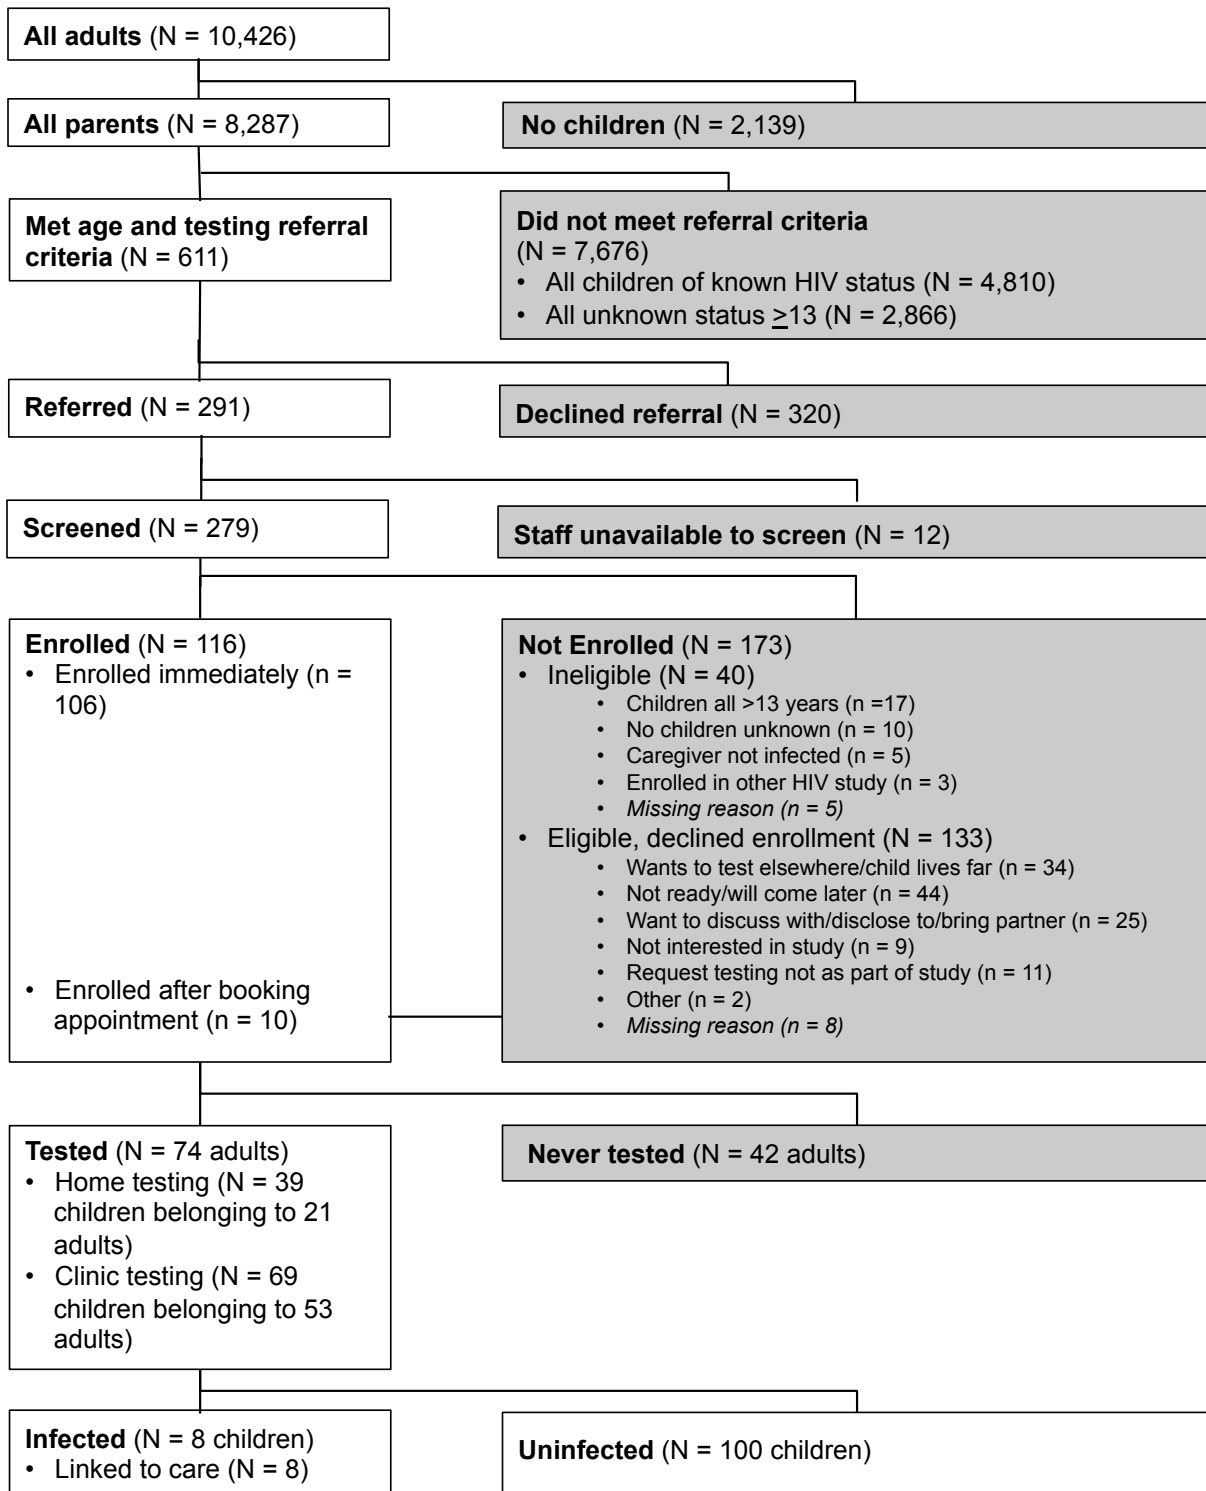 All adults (N = 10,426)
All parents (N = 8,287)
No children (N = 2,139)
Met age and testing referral
criteria (N = 611)
Did not meet referral criteria
(N = 7,676)
• All children of known HIV status (N = 4,810)
• All unknown status ≥13 (N = 2,866)
Referred (N = 291)
Declined referral (N = 320)
Screened (N = 279)
Staff unavailable to screen (N = 12)
Enrolled (N = 116)
• Enrolled immediately (n =
106)
• Enrolled after booking
appointment (n = 10)
Not Enrolled (N = 173)
• Ineligible (N = 40)
• Children all >13 years (n =17)
• No children unknown (n = 10)
• Caregiver not infected (n = 5)
• Enrolled in other HIV study (n = 3)
• Missing reason (n = 5)
• Eligible, declined enrollment (N = 133)
• Wants to test elsewhere/child lives far (n = 34)
• Not ready/will come later (n = 44)
• Want to discuss with/disclose to/bring partner (n = 25)
• Not interested in study (n = 9)
• Request testing not as part of study (n = 11)
• Other (n = 2)
• Missing reason (n = 8)
Tested (N = 74 adults)
• Home testing (N = 39
children belonging to 21
adults)
• Clinic testing (N = 69
children belonging to 53
adults)
Never tested (N = 42 adults)
Infected (N = 8 children)
• Linked to care (N = 8)
Uninfected (N = 100 children)